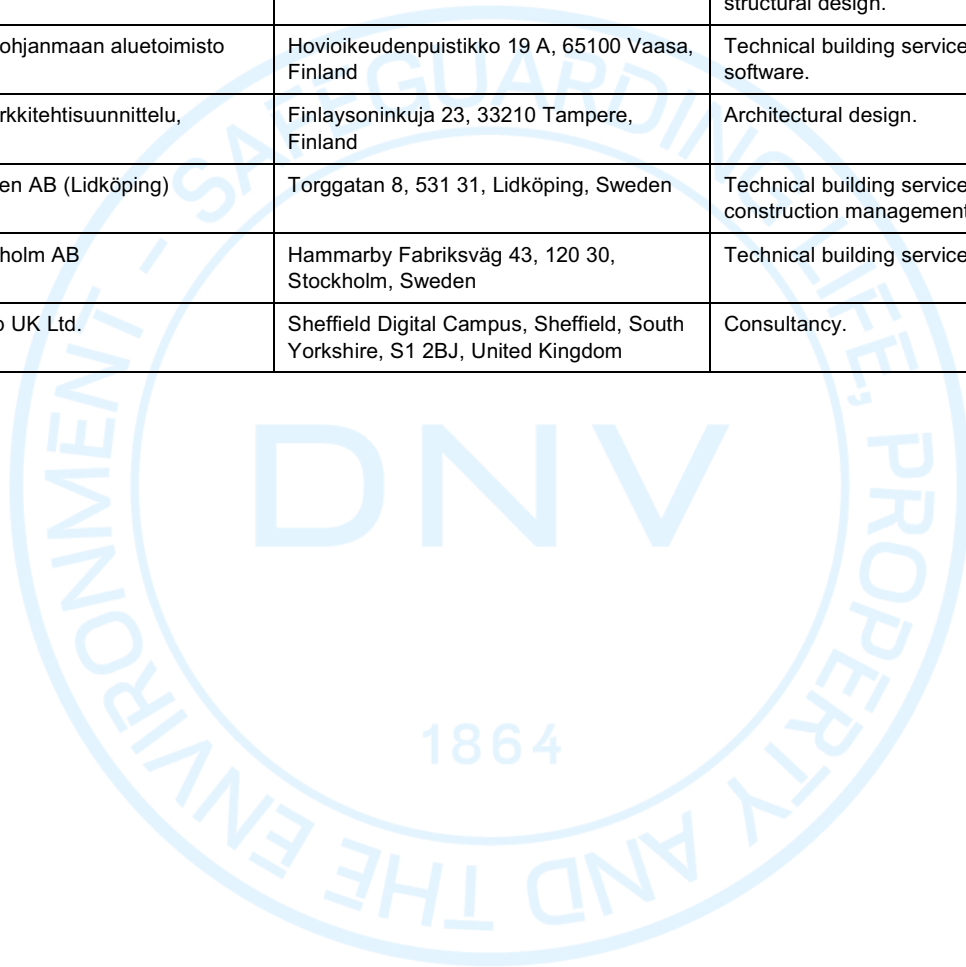 structural design.
ohjanmaan aluetoimisto
Hovioikeudenpuistikko 19 A, 65100 Vaasa,
Finland
Technical building service
software.
rkkitehtisuunnittelu,
Finlaysoninkuja 23, 33210 Tampere,
Finland
Architectural design.
en AB (Lidköping)
Torggatan 8, 531 31, Lidköping, Sweden
Technical building service
construction management
holm AB
Hammarby Fabriksväg 43, 120 30,
Stockholm, Sweden
Technical building service
o UK Ltd.
Sheffield Digital Campus, Sheffield, South
Yorkshire, S1 2BJ, United Kingdom
Consultancy.
SAFEGUARDING LIFE, PROPERTY AND THE ENVIRONMENT -
DNV
1864